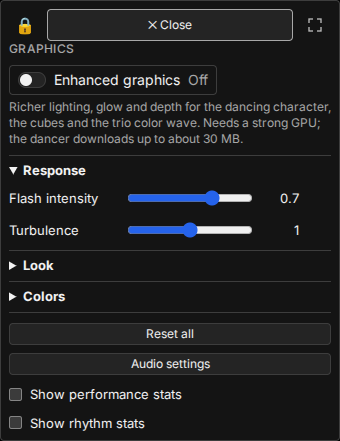 Close
GRAPHICS
Enhanced graphics Off
Richer lighting, glow and depth for the dancing character,
the cubes and the trio color wave. Needs a strong GPU;
the dancer downloads up to about 30 MB.
Response
Flash intensity 0.7
Turbulence 1
Look
Colors
Reset all
Audio settings
Show performance stats
Show rhythm stats